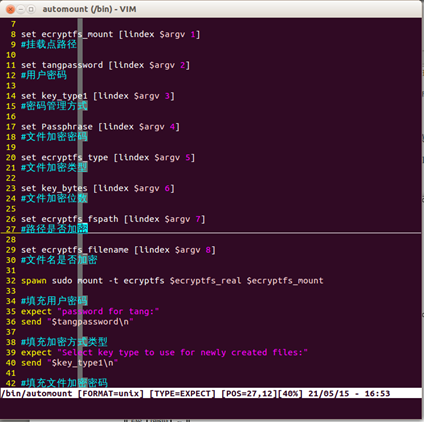 automount (/bin) - VIM
7
8 set ecryptfs_mount [lindex $argv 1]
9 #挂载点路径
10
11 set tangpassword [lindex $argv 2]
12 #用户密码
13
14 set key_type1 [lindex $argv 3]
15 #密码管理方式
16
17 set Passphrase [lindex $argv 4]
18 #文件加密密码
19
20 set ecryptfs_type [lindex $argv 5]
21 #文件加密类型
22
23 set key_bytes [lindex $argv 6]
24 #文件加密位数
25
26 set ecryptfs_fspath [lindex $argv 7]
27 #路径是否加密
28
29 set ecryptfs_filename [lindex $argv 8]
30 #文件名是否加密
31
32 spawn sudo mount -t ecryptfs $ecryptfs_real $ecryptfs_mount
33
34 #填充用户密码
35 expect "password for tang:"
36 send "$tangpassword\n"
37
38 #填充加密方式类型
39 expect "Select key type to use for newly created files:"
40 send "$key_type1\n"
41
42 #填充文件加密密码
/bin/automount [FORMAT=unix] [TYPE=EXPECT] [POS=27,12][40%] 21/05/15 - 16:53